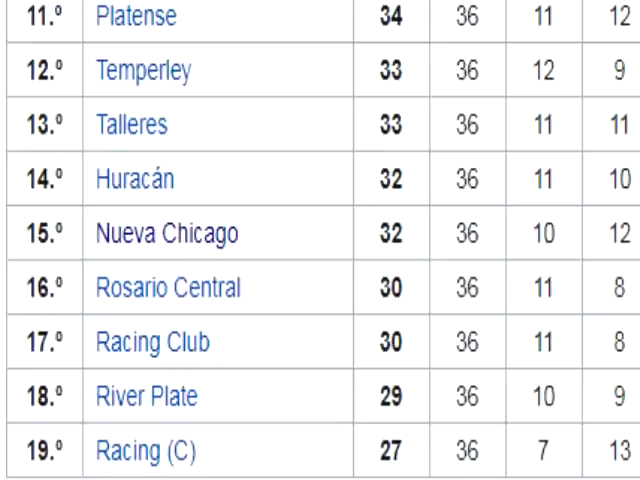 11.º Platense 34 36 11 12
12.º Temperley 33 36 12 9
13.º Talleres 33 36 11 11
14.º Huracán 32 36 11 10
15.º Nueva Chicago 32 36 10 12
16.º Rosario Central 30 36 11 8
17.º Racing Club 30 36 11 8
18.º River Plate 29 36 10 9
19.º Racing (C) 27 36 7 13